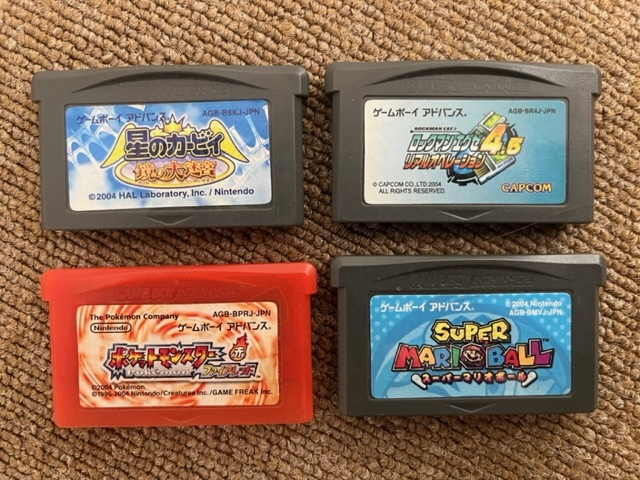 ゲームボーイ アドバンス® AGB-B8KJ-JPN
星のカービィ
鏡の大迷宮
©2004 HAL Laboratory, Inc. / Nintendo
ゲームボーイ アドバンス® AGB-BR4J-JPN
ROCKMAN EXE
ロックマンエグゼ 4.5
リアルオペレーション
© CAPCOM CO.,LTD.2004
ALL RIGHTS RESERVED.
CAPCOM
The Pokémon Company AGB-BPRJ-JPN
Nintendo ゲームボーイ アドバンス®
ポケットモンスター
Pokémon ファイアレッド
©2004 Pokémon.
©1995-2004 Nintendo/Creatures Inc./GAME FREAK Inc.
ゲームボーイ アドバンス® © 2004 Nintendo
AGB-BMVJ-JPN
SUPER
MARIO BALL
スーパーマリオボール